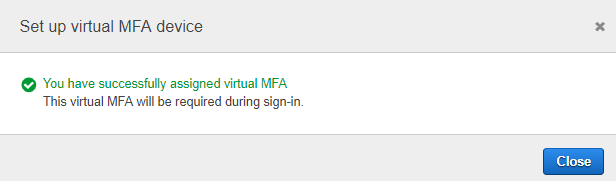 Set up virtual MFA device
You have successfully assigned virtual MFA
This virtual MFA will be required during sign-in.
Close